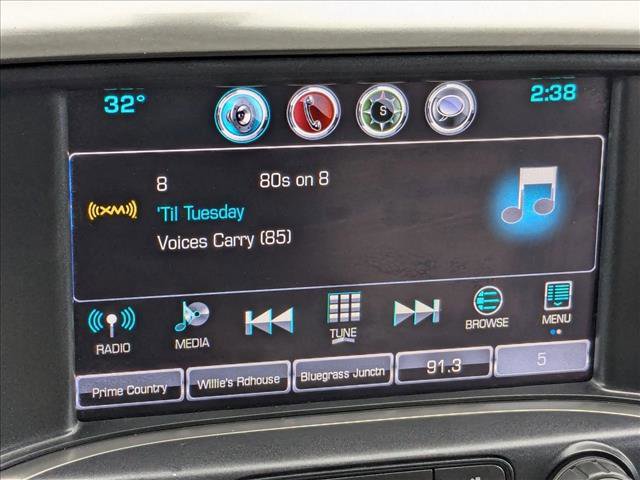 32°
S
2:38
8 80s on 8
((XM))
'Til Tuesday
Voices Carry (85)
RADIO MEDIA TUNE BROWSE MENU
Prime Country Willie's Rdhouse Bluegrass Junctn 91.3 5